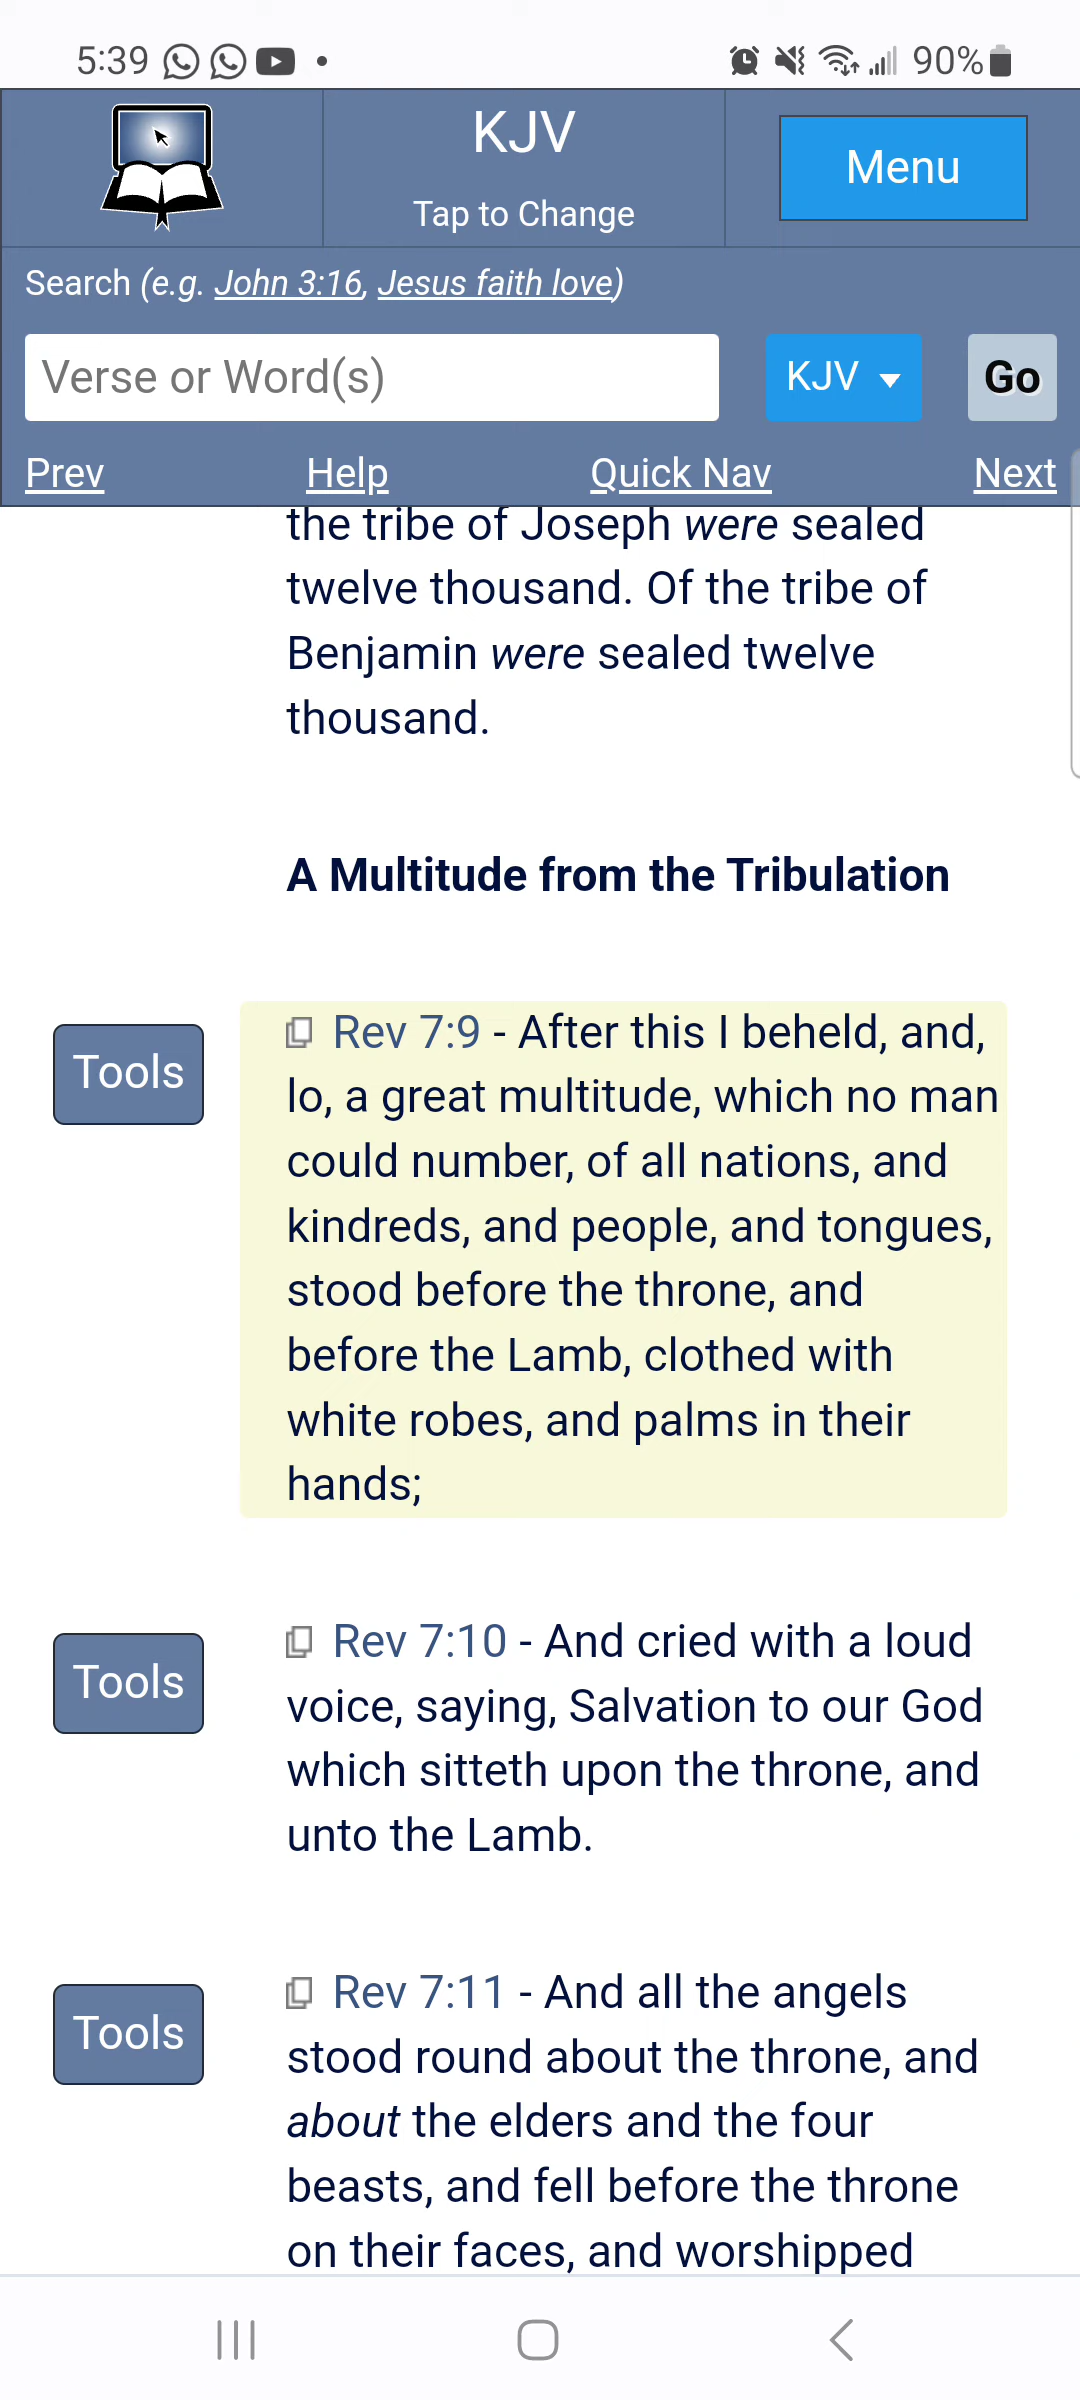 5:39 90%
KJV
Tap to Change
Menu
Search (e.g. John 3:16, Jesus faith love)
Verse or Word(s) KJV Go
Prev Help Quick Nav Next
the tribe of Joseph were sealed
twelve thousand. Of the tribe of
Benjamin were sealed twelve
thousand.
A Multitude from the Tribulation
Tools
Rev 7:9 - After this I beheld, and,
lo, a great multitude, which no man
could number, of all nations, and
kindreds, and people, and tongues,
stood before the throne, and
before the Lamb, clothed with
white robes, and palms in their
hands;
Tools
Rev 7:10 - And cried with a loud
voice, saying, Salvation to our God
which sitteth upon the throne, and
unto the Lamb.
Tools
Rev 7:11 - And all the angels
stood round about the throne, and
about the elders and the four
beasts, and fell before the throne
on their faces, and worshipped